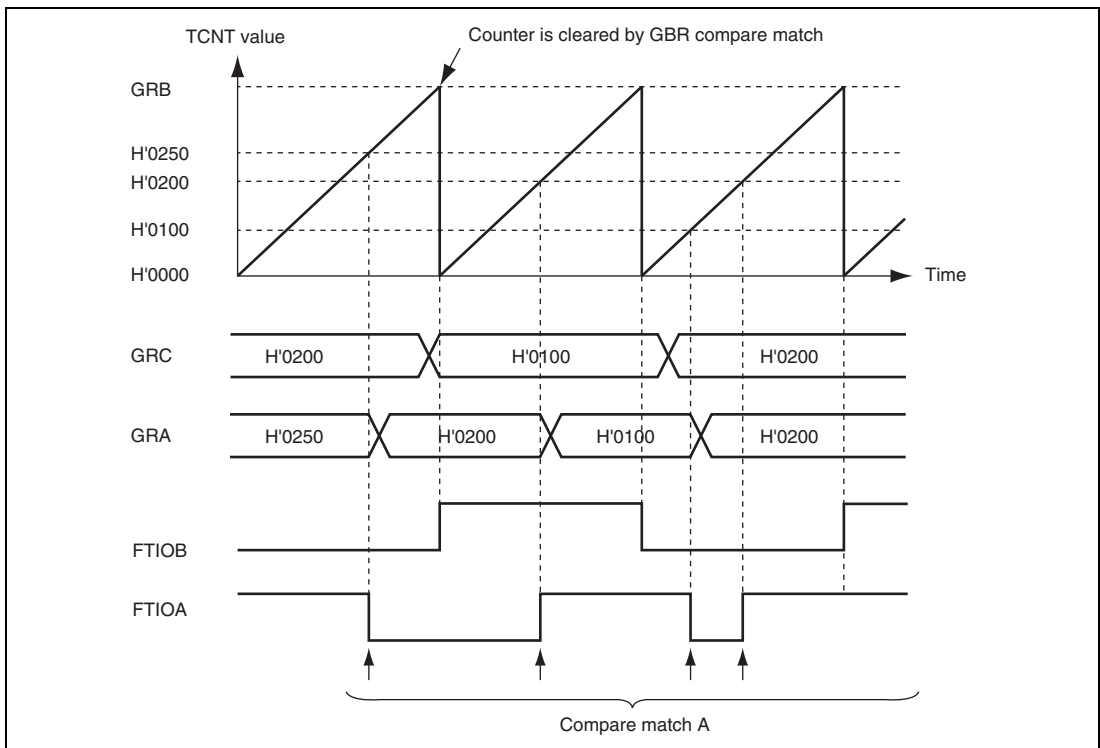 TCNT value
Counter is cleared by GBR compare match
GRB
H'0250
H'0200
H'0100
H'0000
Time
GRC
H'0200
H'0100
H'0200
GRA
H'0250
H'0200
H'0100
H'0200
FTIOB
FTIOA
Compare match A